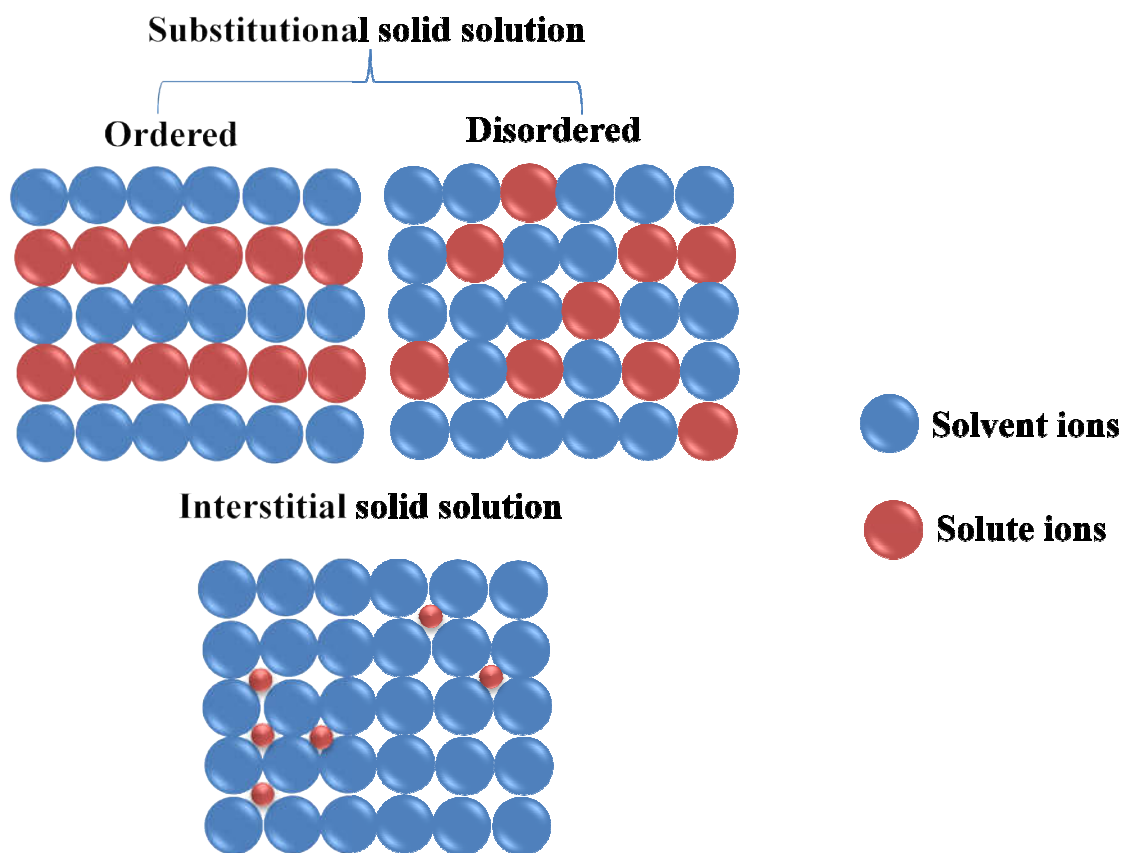 Substitutional solid solution
Ordered
Disordered
Solvent ions
Solute ions
Interstitial solid solution